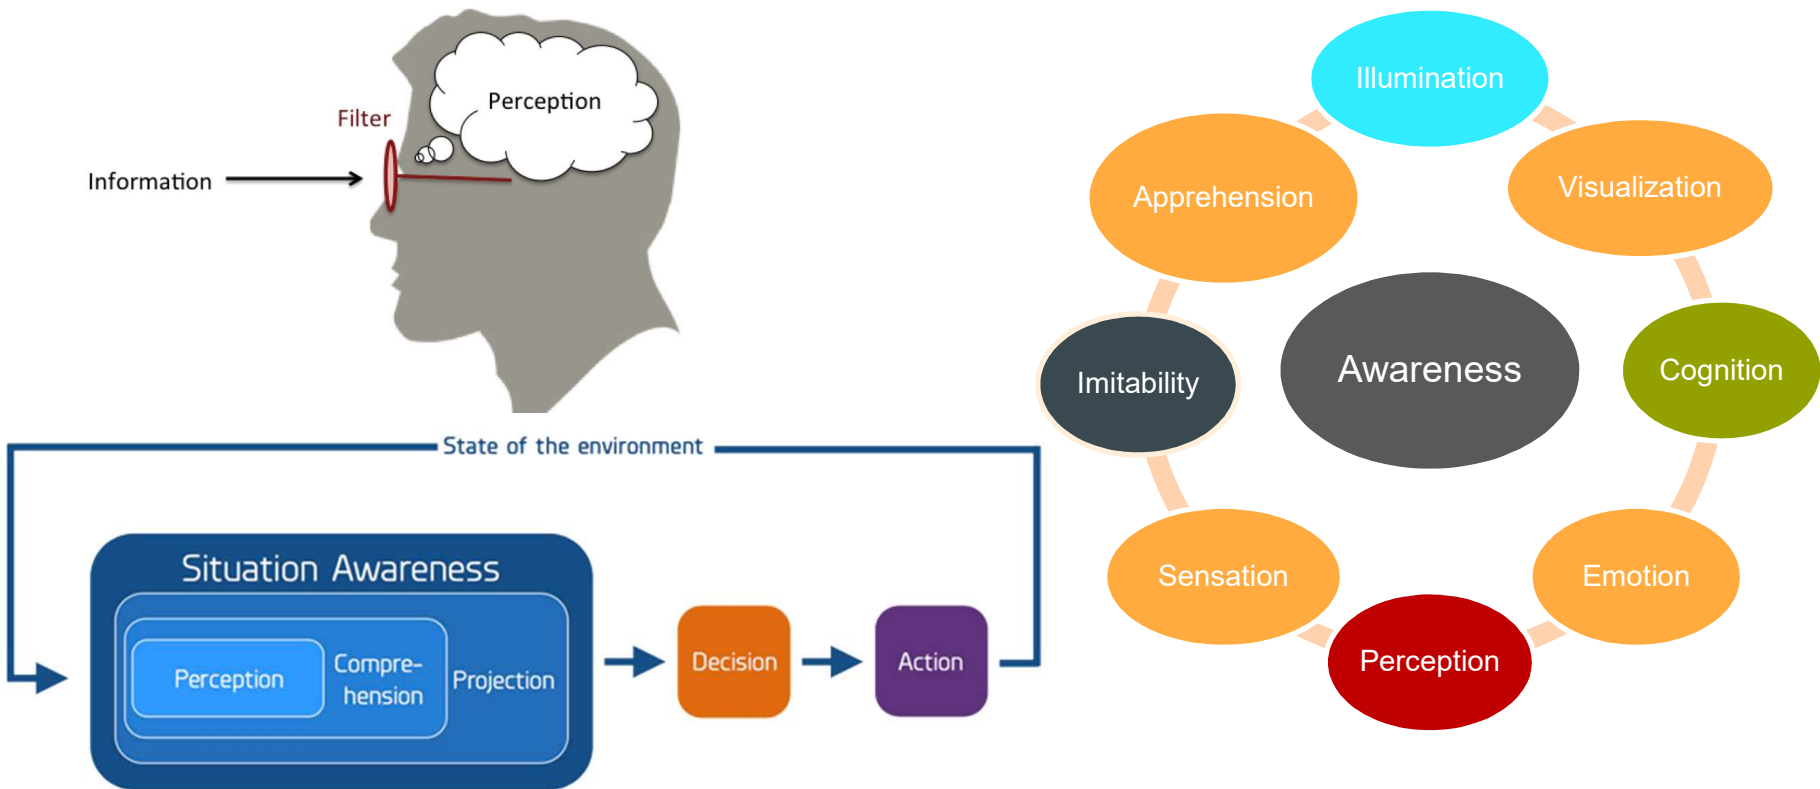 Perception
Filter
Information
State of the environment
Situation Awareness
Perception
Compre-
hension
Projection
Decision
Action
Illumination
Visualization
Cognition
Emotion
Perception
Sensation
Imitability
Apprehension
Awareness